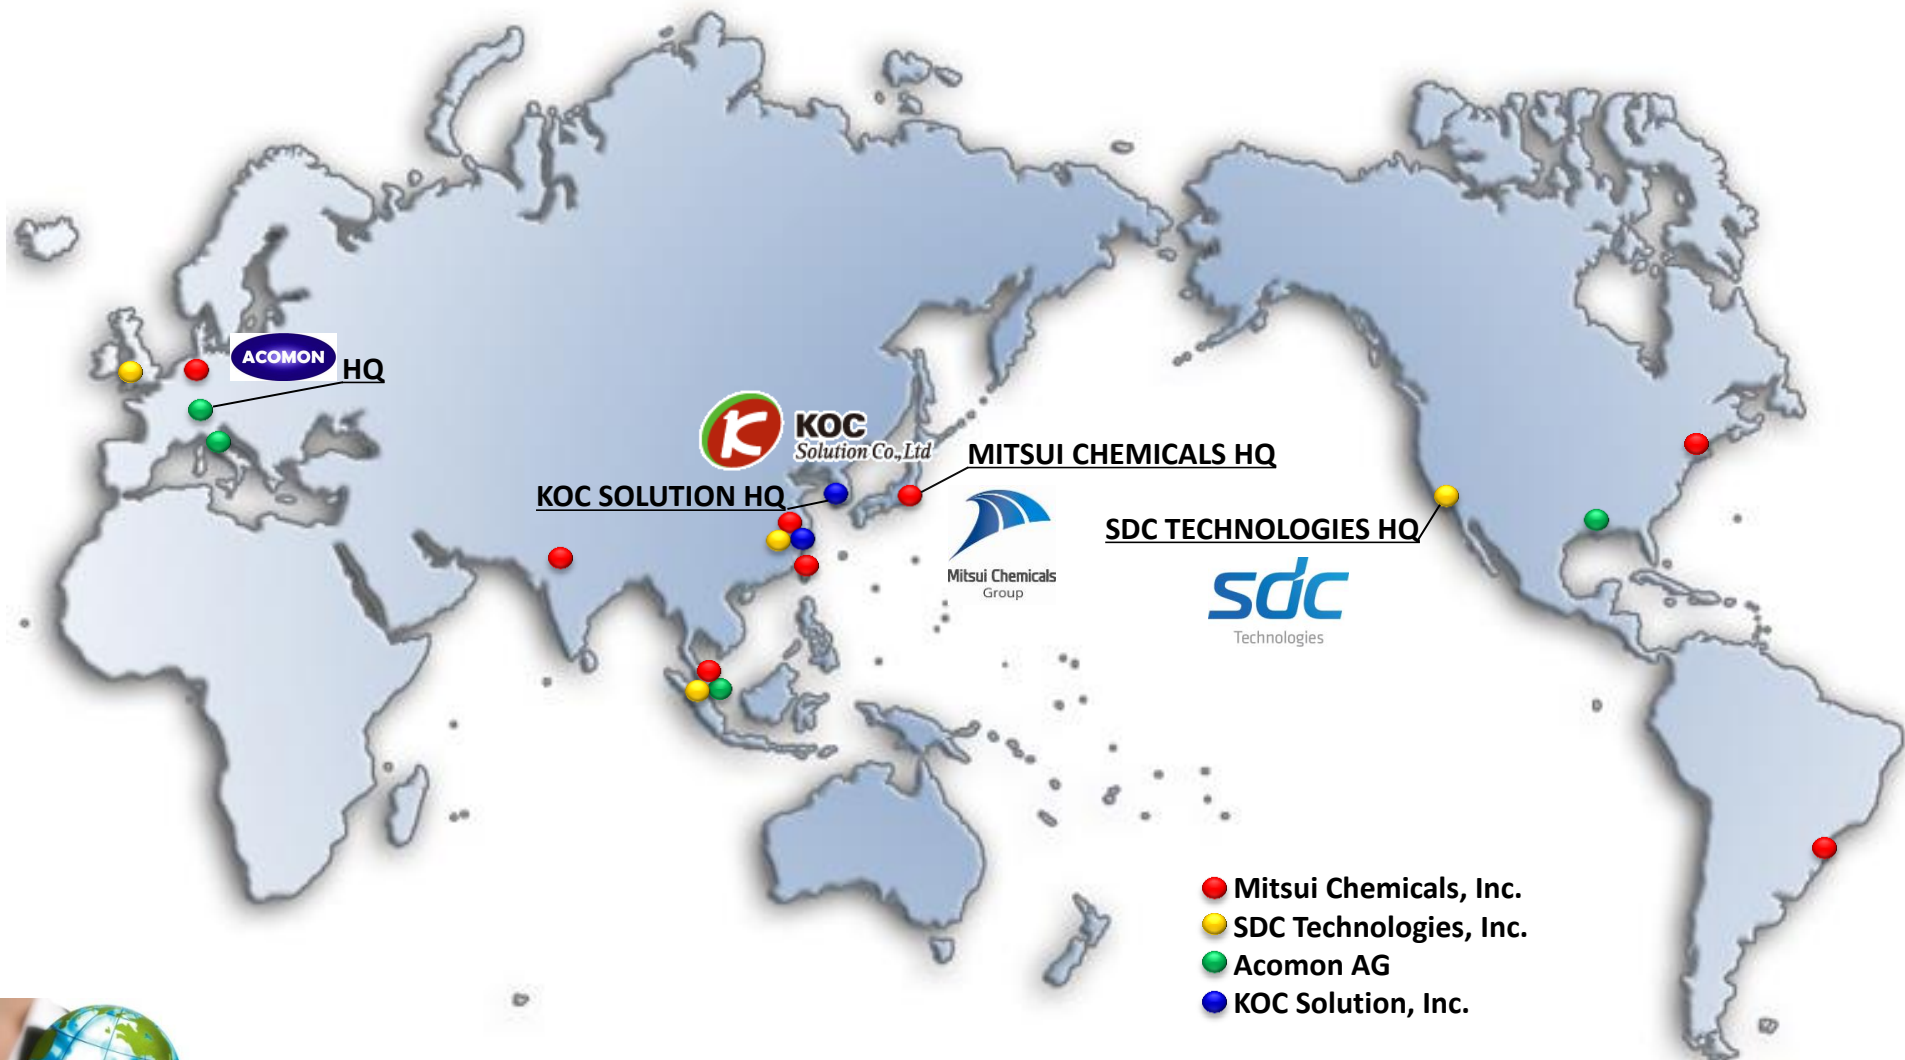 ACOMON
HQ
KOC
Solution Co.,Ltd
MITSUI CHEMICALS HQ
KOC SOLUTION HQ
Mitsui Chemicals
Group
SDC TECHNOLOGIES HQ
sdc
Technologies
Mitsui Chemicals, Inc.
SDC Technologies, Inc.
Acomon AG
KOC Solution, Inc.